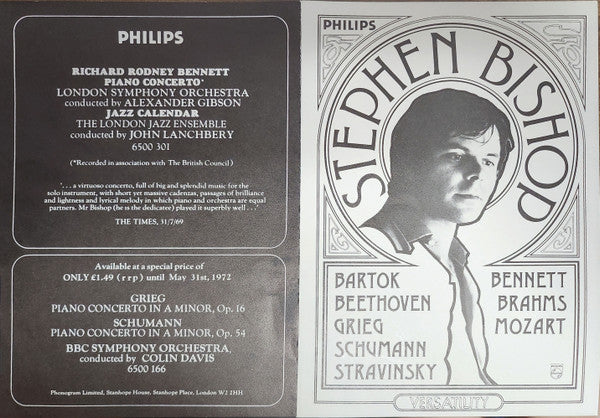 PHILIPS
RICHARD RODNEY BENNETT
PIANO CONCERTO*
LONDON SYMPHONY ORCHESTRA
conducted by ALEXANDER GIBSON
JAZZ CALENDAR
THE LONDON JAZZ ENSEMBLE
conducted by JOHN LANCHBERY
6500 301
(*Recorded in association with The British Council)
'. . . a virtuoso concerto, full of big and splendid music for the
solo instrument, with short yet massive cadenzas, passages of brilliance
and lightness and lyrical melody in which piano and orchestra are equal
partners. Mr Bishop (he is the dedicatee) played it superbly well . . .'
THE TIMES, 31/7/69
Available at a special price of
ONLY £1.49 (r r p) until May 31st, 1972
GRIEG
PIANO CONCERTO IN A MINOR, Op. 16
SCHUMANN
PIANO CONCERTO IN A MINOR, Op. 54
BBC SYMPHONY ORCHESTRA,
conducted by COLIN DAVIS
6500 166
Phonogram Limited, Stanhope House, Stanhope Place, London W2 2HH
PHILIPS
STEPHEN BISHOP
BARTOK
BEETHOVEN
GRIEG
SCHUMANN
STRAVINSKY
BENNETT
BRAHMS
MOZART
VERSATILITY